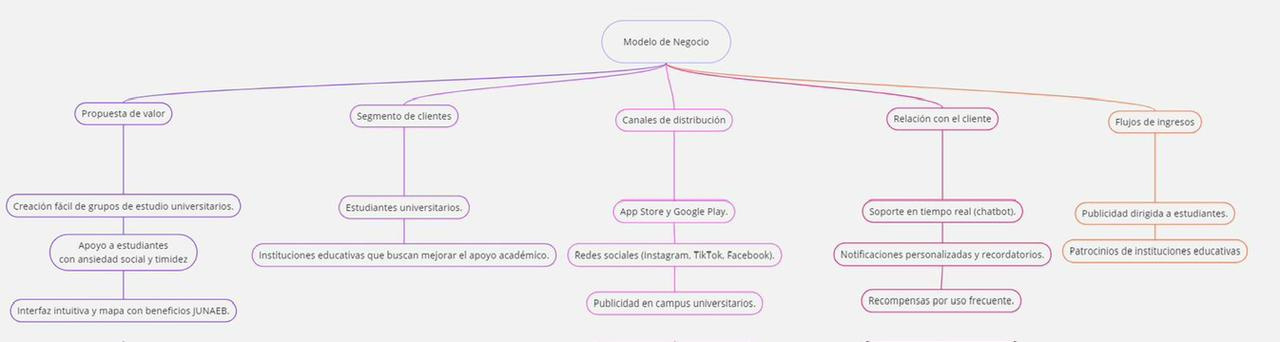 Modelo de Negocio
Propuesta de valor
Creación fácil de grupos de estudio universitarios.
Apoyo a estudiantes
con ansiedad social y timidez
Interfaz intuitiva y mapa con beneficios JUNAEB.
Segmento de clientes
Estudiantes universitarios.
Instituciones educativas que buscan mejorar el apoyo académico.
Canales de distribución
App Store y Google Play.
Redes sociales (Instagram, TikTok, Facebook).
Publicidad en campus universitarios.
Relación con el cliente
Soporte en tiempo real (chatbot).
Notificaciones personalizadas y recordatorios.
Recompensas por uso frecuente.
Flujos de ingresos
Publicidad dirigida a estudiantes.
Patrocinios de instituciones educativas